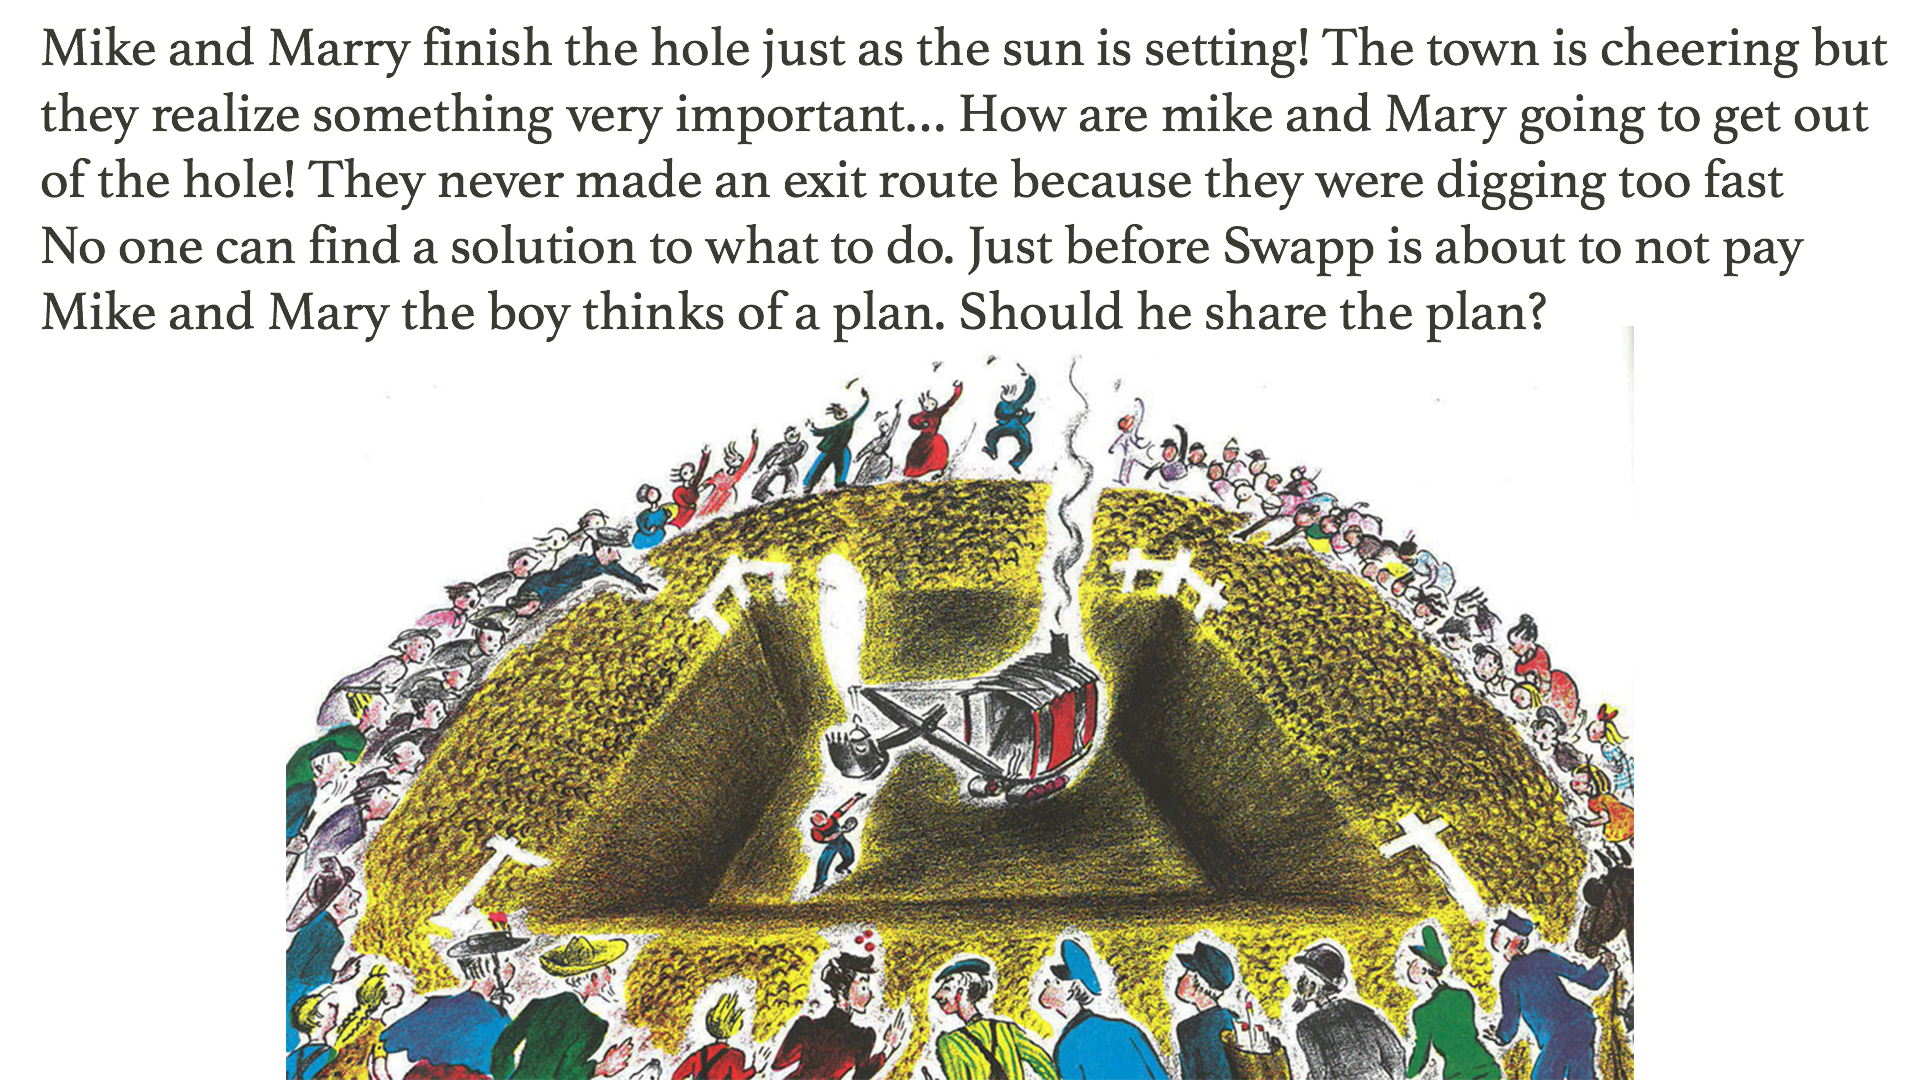 Mike and Marry finish the hole just as the sun is setting! The town is cheering but
they realize something very important... How are mike and Mary going to get out
of the hole! They never made an exit route because they were digging too fast
No one can find a solution to what to do. Just before Swapp is about to not pay
Mike and Mary the boy thinks of a plan. Should he share the plan?